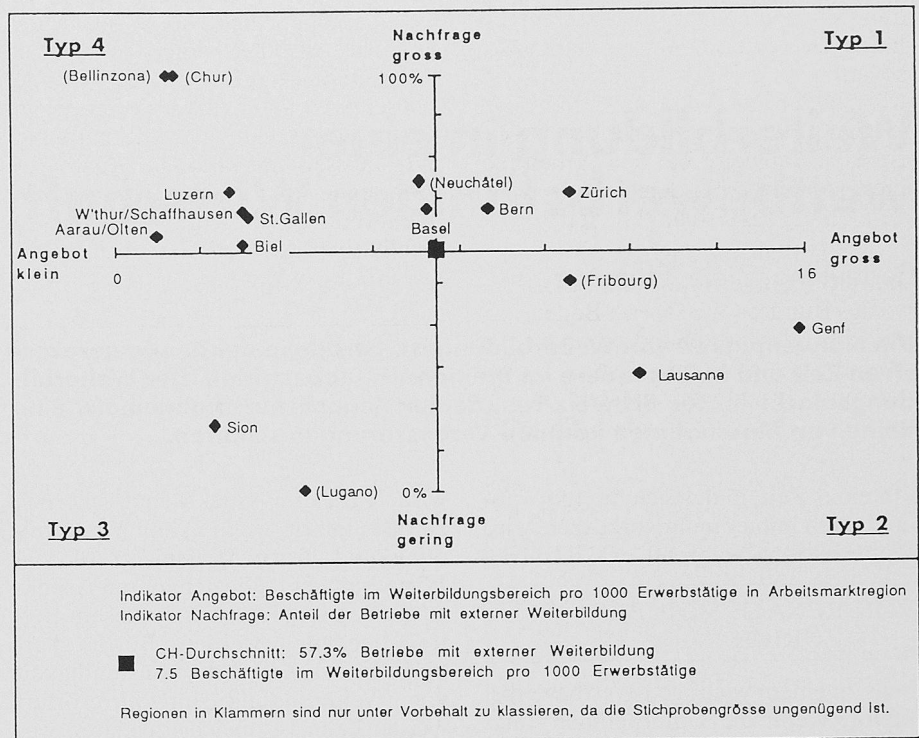 Typ 4
Nachfrage
gross
Typ 1
(Bellinzona)
(Chur)
100%
Luzern
(Neuchâtel)
Zürich
W'thur/Schaffhausen
St.Gallen
Bern
Aarau/Olten
Biel
Basel
Angebot
klein
0
16
Angebot
gross
(Fribourg)
Genf
Lausanne
Sion
(Lugano)
0%
Typ 3
Nachfrage
gering
Typ 2
Indikator Angebot: Beschäftigte im Weiterbildungsbereich pro 1000 Erwerbstätige in Arbeitsmarktregion
Indikator Nachfrage: Anteil der Betriebe mit externer Weiterbildung
CH-Durchschnitt: 57.3% Betriebe mit externer Weiterbildung
7.5 Beschäftigte im Weiterbildungsbereich pro 1000 Erwerbstätige
Regionen in Klammern sind nur unter Vorbehalt zu klassieren, da die Stichprobengrösse ungenügend ist.